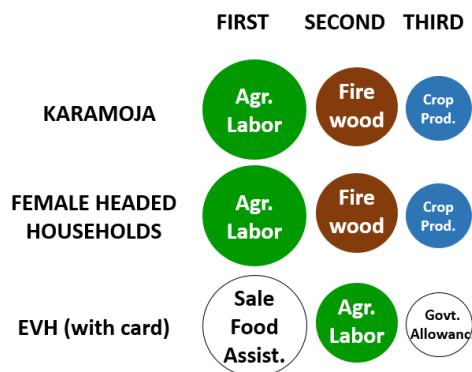 FIRST SECOND THIRD
KARAMOJA
Agr.
Labor
Fire
wood
Crop
Prod.
FEMALE HEADED
HOUSEHOLDS
Agr.
Labor
Fire
wood
Crop
Prod.
EVH (with card)
Sale
Food
Assist.
Agr.
Labor
Govt.
Allowanc